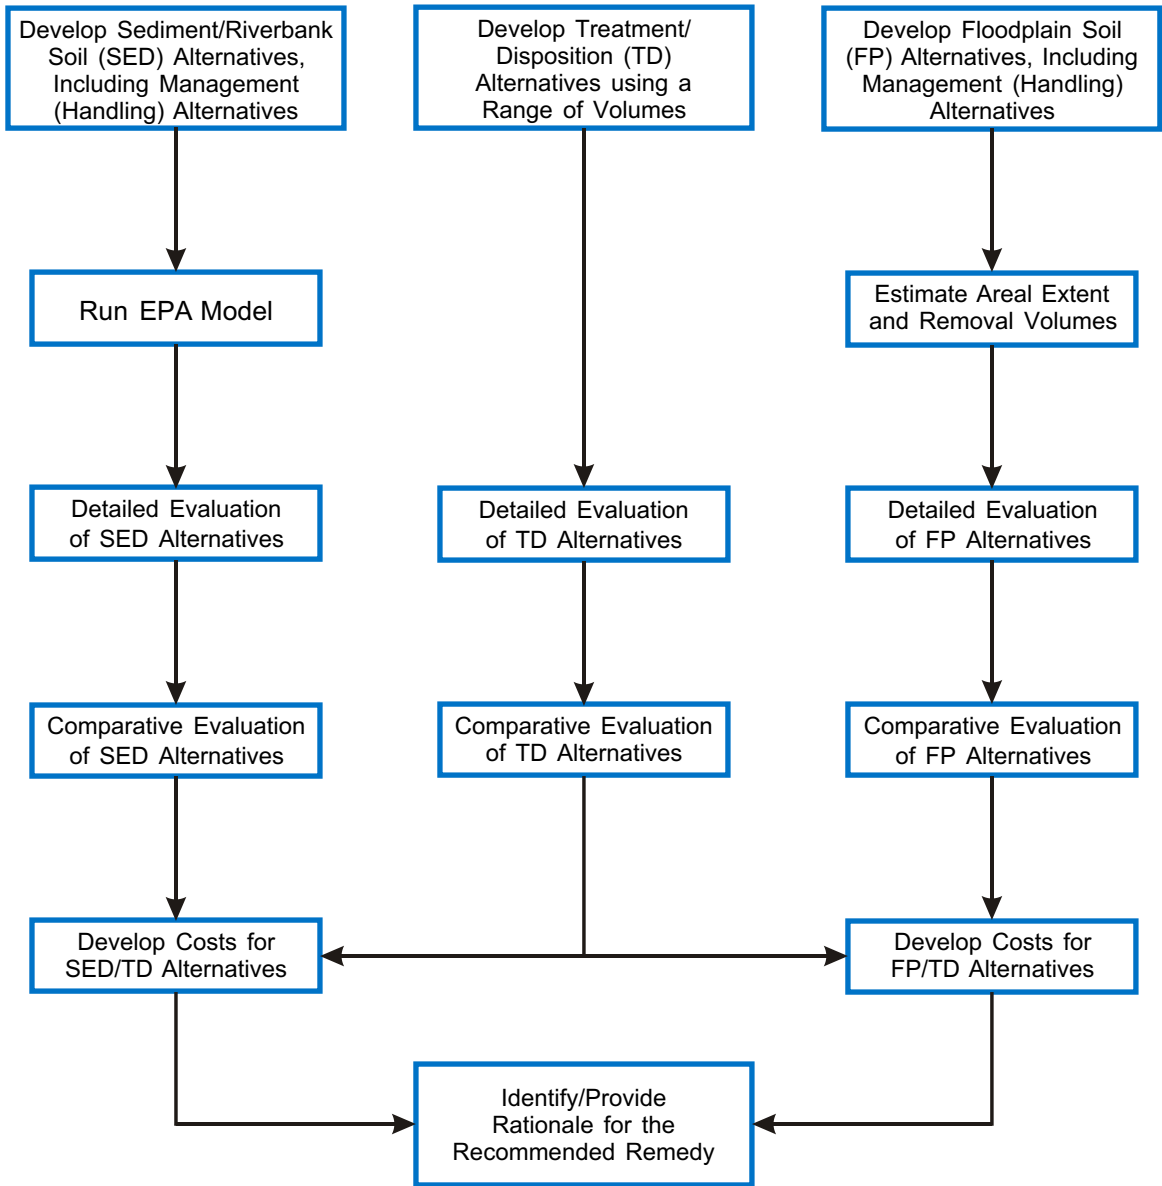 Develop Sediment/Riverbank
Soil (SED) Alternatives,
Including Management
(Handling) Alternatives
Develop Treatment/
Disposition (TD)
Alternatives using a
Range of Volumes
Develop Floodplain Soil
(FP) Alternatives, Including
Management (Handling)
Alternatives
Run EPA Model
Estimate Areal Extent
and Removal Volumes
Detailed Evaluation
of SED Alternatives
Detailed Evaluation
of TD Alternatives
Detailed Evaluation
of FP Alternatives
Comparative Evaluation
of SED Alternatives
Comparative Evaluation
of TD Alternatives
Comparative Evaluation
of FP Alternatives
Develop Costs for
SED/TD Alternatives
Develop Costs for
FP/TD Alternatives
Identify/Provide
Rationale for the
Recommended Remedy